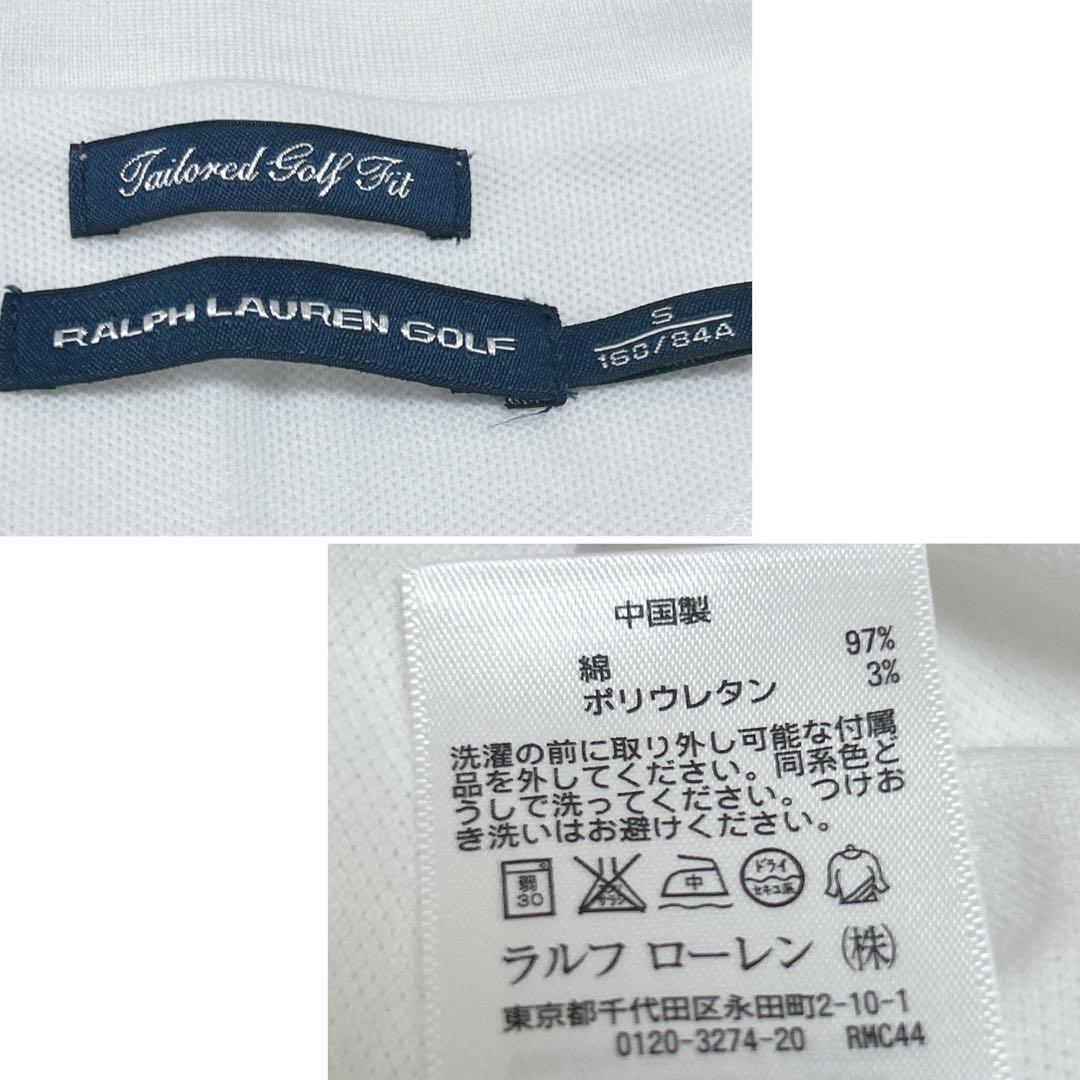 Tailored Golf Fit
RALPH LAUREN GOLF
S
168/84A
中国製
綿 97%
ポリウレタン 3%
洗濯の前に取り外し可能な付属
品を外してください。同系色ど
うしで洗ってください。つけお
き洗いはお避けください。
弱
30
中
ドライ
セキユ系
ラルフ ローレン (株)
東京都千代田区永田町2-10-1
0120-3274-20 RMC44